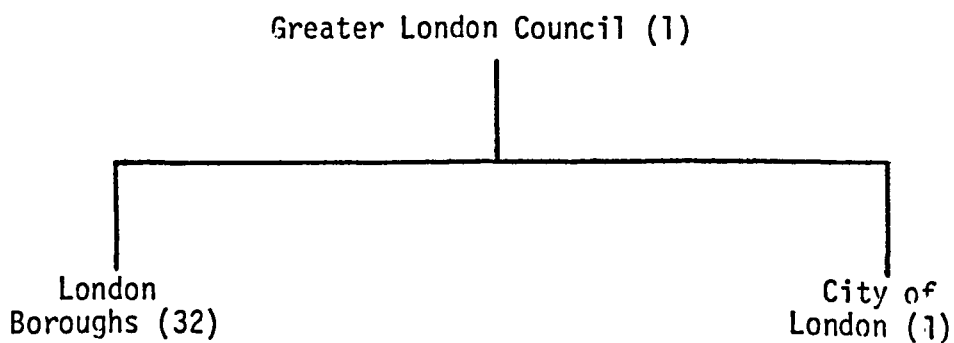 Greater London Council (1)
London
Boroughs (32)
City of
London (1)